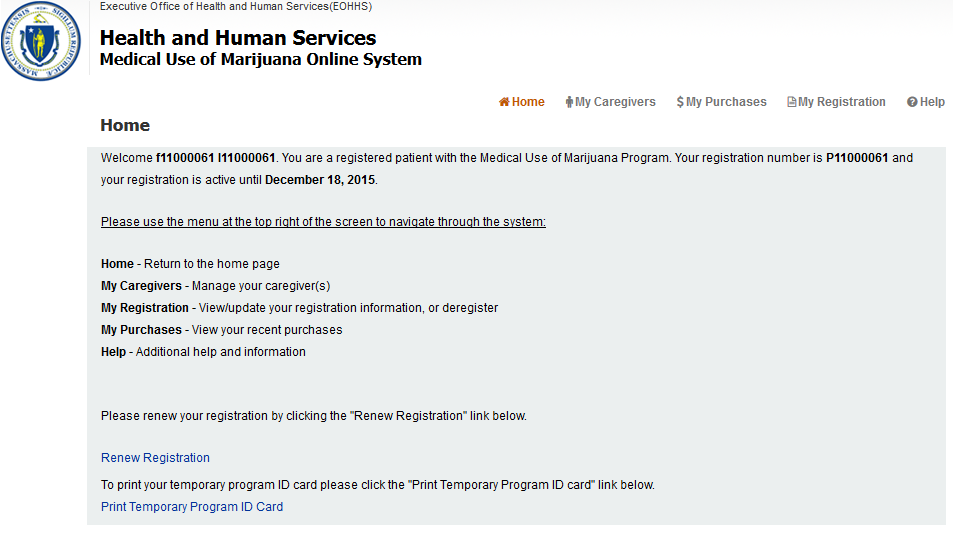 Executive Office of Health and Human Services(EOHHS)
Health and Human Services
Medical Use of Marijuana Online System
Home My Caregivers $ My Purchases My Registration Help
Home
Welcome f11000061 l11000061. You are a registered patient with the Medical Use of Marijuana Program. Your registration number is P11000061 and
your registration is active until December 18, 2015.
Please use the menu at the top right of the screen to navigate through the system:
Home - Return to the home page
My Caregivers - Manage your caregiver(s)
My Registration - View/update your registration information, or deregister
My Purchases - View your recent purchases
Help - Additional help and information
Please renew your registration by clicking the "Renew Registration" link below.
Renew Registration
To print your temporary program ID card please click the "Print Temporary Program ID card" link below.
Print Temporary Program ID Card